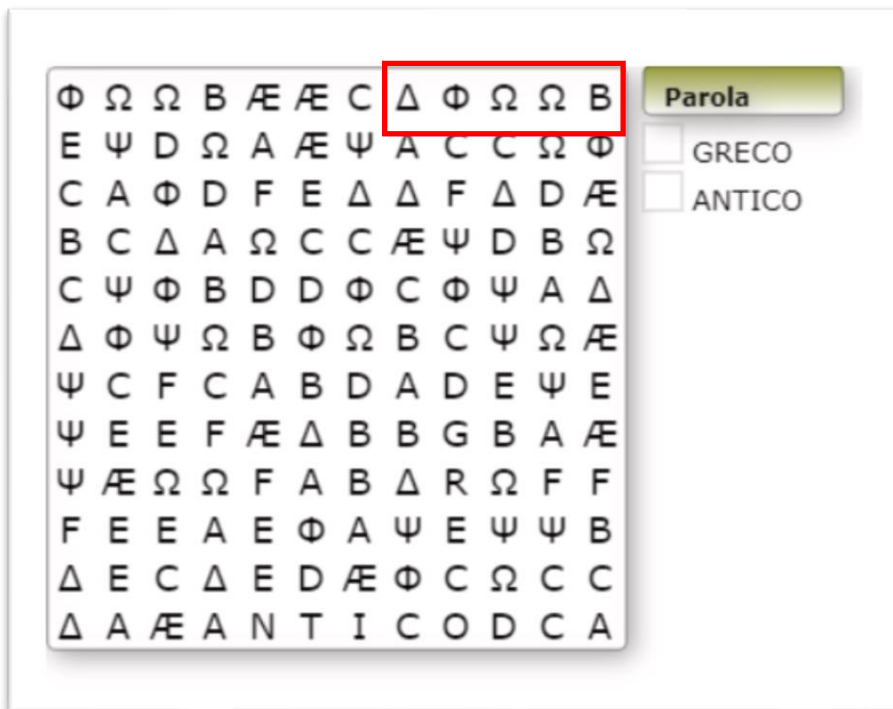 Φ Ω Ω B Æ Æ C Δ Φ Ω Ω B
E Ψ D Ω A Æ Ψ A C C Ω Φ
C A Φ D F E Δ Δ F Δ D Æ
B C Δ A Ω C C Æ Ψ D B Ω
C Ψ Φ B D D Φ C Φ Ψ A Δ
Δ Φ Ψ Ω B Φ Ω B C Ψ Ω Æ
Ψ C F C A B D A D E Ψ E
Ψ E E F Æ Δ B B G B A Æ
Ψ Æ Ω Ω F A B Δ R Ω F F
F E E A E Φ A Ψ E Ψ Ψ B
Δ E C Δ E D Æ Φ C Ω C C
Δ A Æ A N T I C O D C A
Parola
GRECO
ANTICO